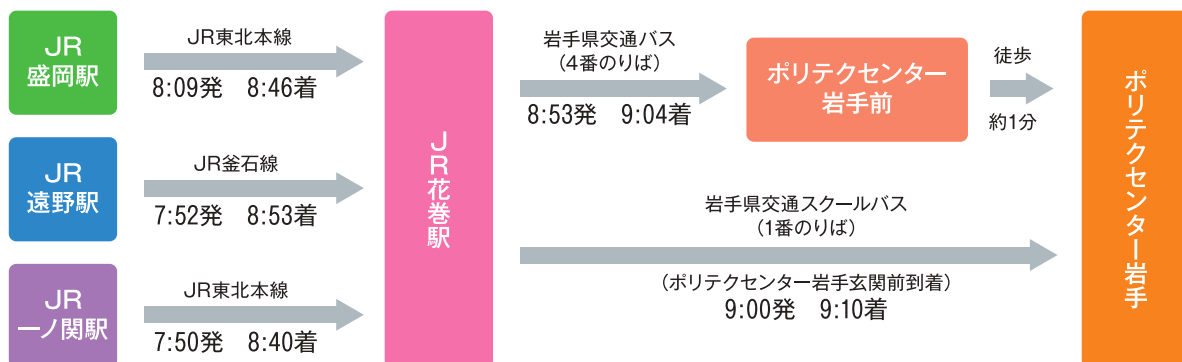 JR
盛岡駅
JR東北本線
8:09発 8:46着
JR
遠野駅
JR釜石線
7:52発 8:53着
JR
一ノ関駅
JR東北本線
7:50発 8:40着
JR花巻駅
岩手県交通バス
（4番のりば）
8:53発 9:04着
ポリテクセンター
岩手前
徒歩
約1分
岩手県交通スクールバス
（1番のりば）
（ポリテクセンター岩手玄関前到着）
9:00発 9:10着
ポリテクセンター岩手